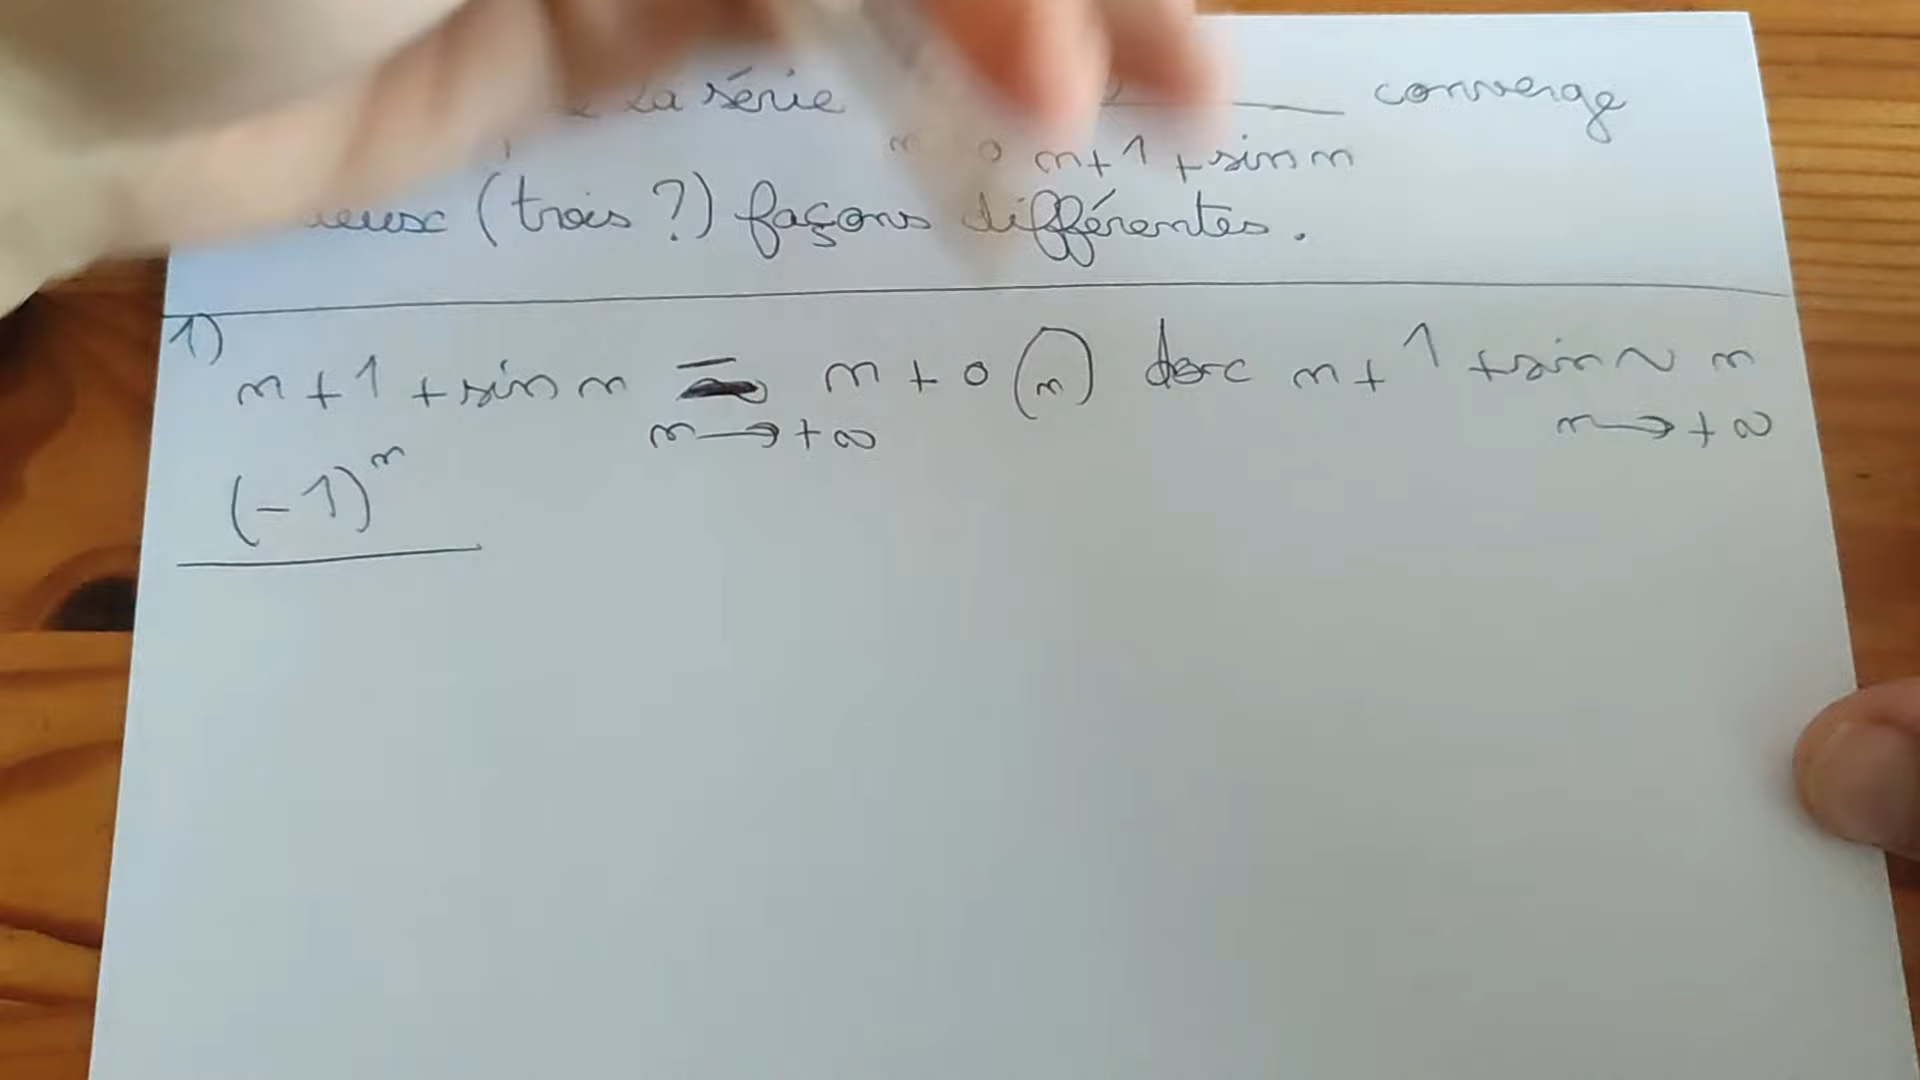 la série converge
n+1+sin n
(trois ?) façons différentes.
1)
n+1+sin n = n+o(n) donc n+1+sin ~ n
n→+∞ n→+∞
(-1)^n